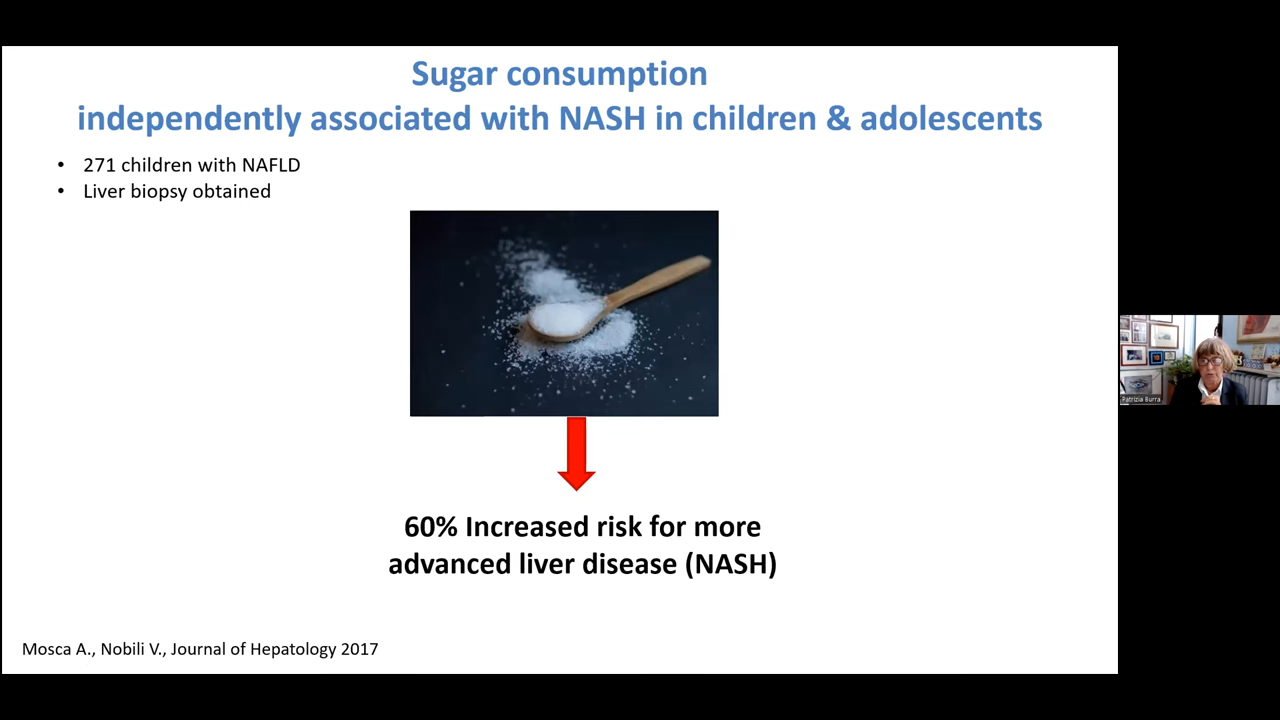 Sugar consumption
independently associated with NASH in children & adolescents
• 271 children with NAFLD
• Liver biopsy obtained
60% Increased risk for more
advanced liver disease (NASH)
Mosca A., Nobili V., Journal of Hepatology 2017
Patrizia Burra